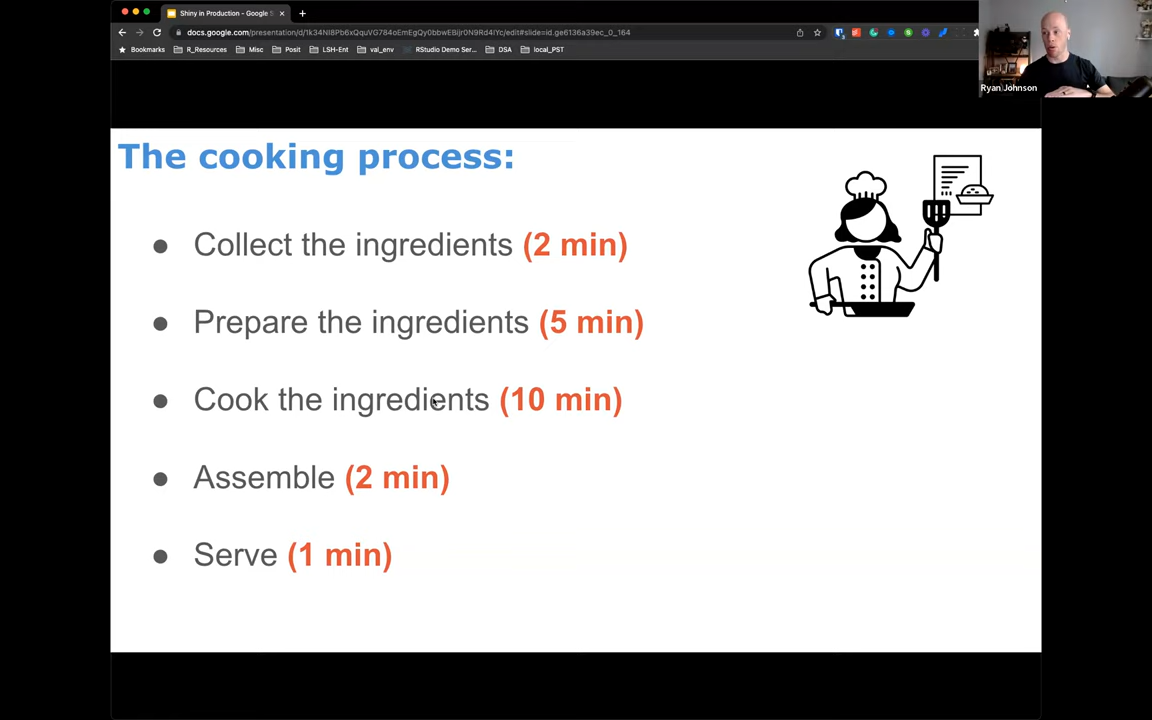 Shiny in Production - Google S
docs.google.com/presentation/d/1k34NI8Pb6xQquVG784oEmEgQy0bbwEBijr0N9Rd4lYc/edit#slide=id.ge6136a39ec_0_164
Bookmarks R_Resources Misc Posit LSH-Ent val_env RStudio Demo Ser... DSA local_PST
Ryan Johnson
The cooking process:
● Collect the ingredients (2 min)
● Prepare the ingredients (5 min)
● Cook the ingredients (10 min)
● Assemble (2 min)
● Serve (1 min)